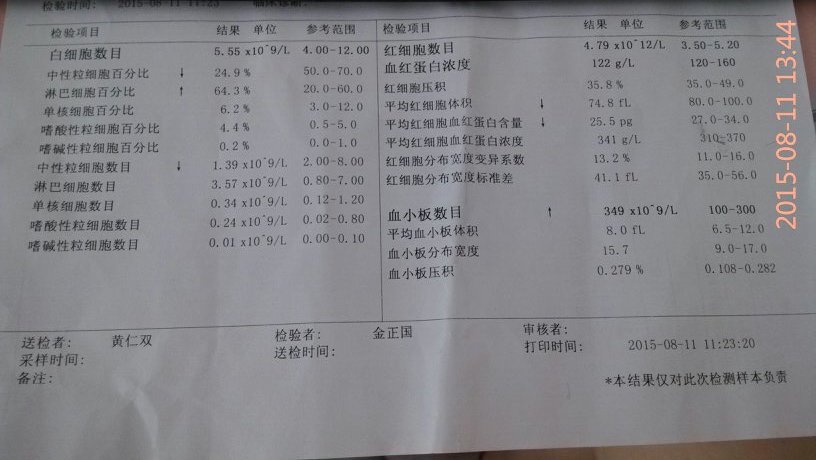 检验时间: 2015-08-11 11:23 临床诊断:
检验项目 结果 单位 参考范围
白细胞数目 5.55 x10^9/L 4.00-12.00
中性粒细胞百分比 ↓ 24.9 % 50.0-70.0
淋巴细胞百分比 ↑ 64.3 % 20.0-60.0
单核细胞百分比 6.2 % 3.0-12.0
嗜酸性粒细胞百分比 4.4 % 0.5-5.0
嗜碱性粒细胞百分比 0.2 % 0.0-1.0
中性粒细胞数目 ↓ 1.39 x10^9/L 2.00-8.00
淋巴细胞数目 3.57 x10^9/L 0.80-7.00
单核细胞数目 0.34 x10^9/L 0.12-1.20
嗜酸性粒细胞数目 0.24 x10^9/L 0.02-0.80
嗜碱性粒细胞数目 0.01 x10^9/L 0.00-0.10
检验项目 结果 单位 参考范围
红细胞数目 4.79 x10^12/L 3.50-5.20
血红蛋白浓度 122 g/L 120-160
红细胞压积 35.8 % 35.0-49.0
平均红细胞体积 ↓ 74.8 fL 80.0-100.0
平均红细胞血红蛋白含量 ↓ 25.5 pg 27.0-34.0
平均红细胞血红蛋白浓度 341 g/L 310-370
红细胞分布宽度变异系数 13.2 % 11.0-16.0
红细胞分布宽度标准差 41.1 fL 35.0-56.0
血小板数目 ↑ 349 x10^9/L 100-300
平均血小板体积 8.0 fL 6.5-12.0
血小板分布宽度 15.7 9.0-17.0
血小板压积 0.279 % 0.108-0.282
送检者: 黄仁双 检验者: 金正国 审核者:
采样时间: 送检时间: 打印时间: 2015-08-11 11:23:20
备注:
*本结果仅对此次检测样本负责
2015-08-11 13:44